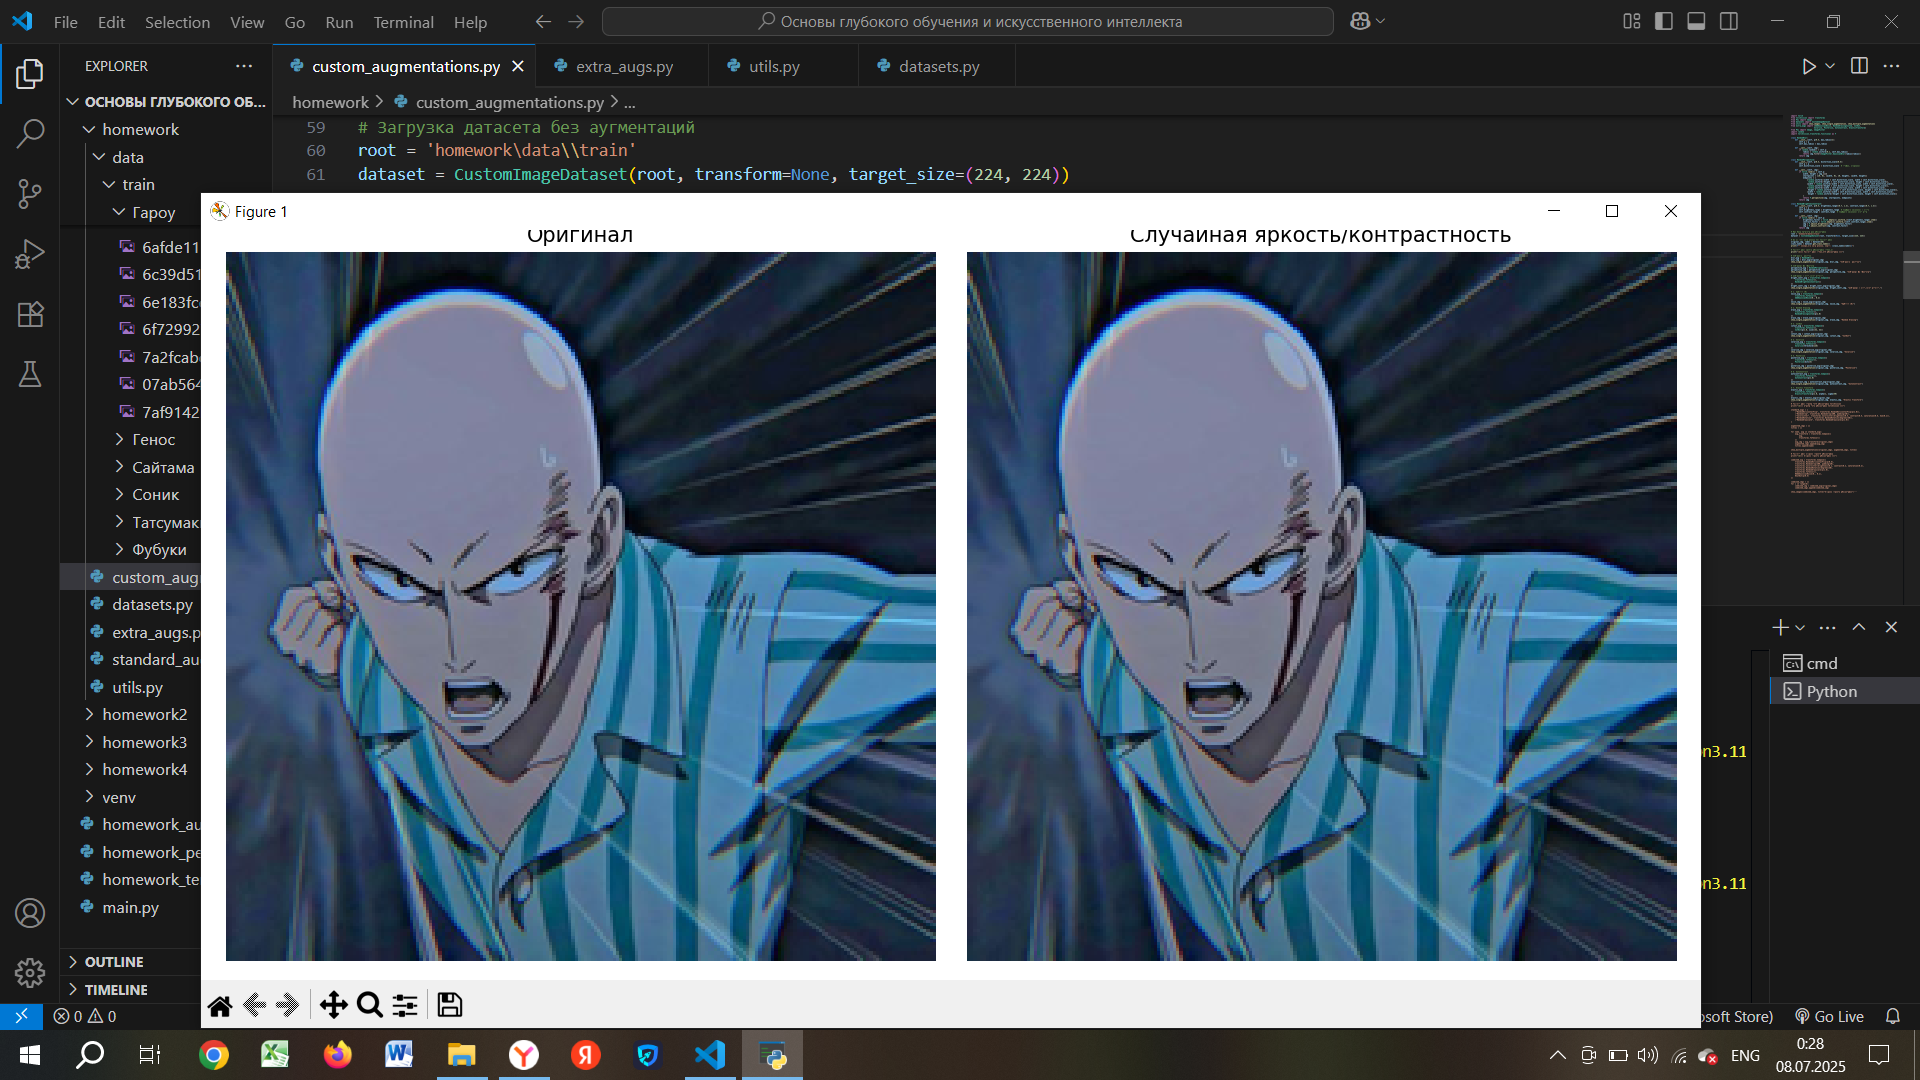 File Edit Selection View Go Run Terminal Help
Основы глубокого обучения и искусственного интеллекта
EXPLORER
custom_augmentations.py
extra_augs.py
utils.py
datasets.py
ОСНОВЫ ГЛУБОКОГО ОБ...
homework > custom_augmentations.py > ...
homework
data
train
Гароу
6afde11
6c39d51
6e183fc
6f72992
7a2fcab
07ab564
7af9142
Генос
Сайтама
Соник
Татсумак
Фубуки
custom_aug
datasets.py
extra_augs.p
standard_au
utils.py
homework2
homework3
homework4
venv
homework_au
homework_pe
homework_te
main.py
OUTLINE
TIMELINE
59 # Загрузка датасета без аугментаций
60 root = 'homework\data\\train'
61 dataset = CustomImageDataset(root, transform=None, target_size=(224, 224))
Figure 1
Оригинал
Случайная яркость/контрастность
cmd
Python
n3.11
n3.11
0 0
osoft Store)
Go Live
ENG
0:28
08.07.2025